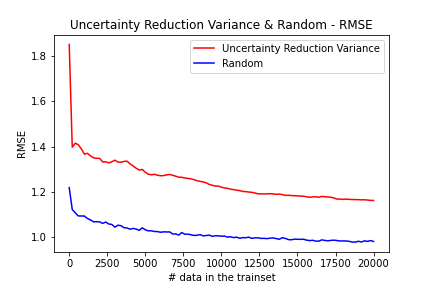 Uncertainty Reduction Variance & Random - RMSE
Uncertainty Reduction Variance
Random
RMSE
1.8
1.6
1.4
1.2
1.0
0
2500
5000
7500
10000
12500
15000
17500
20000
# data in the trainset